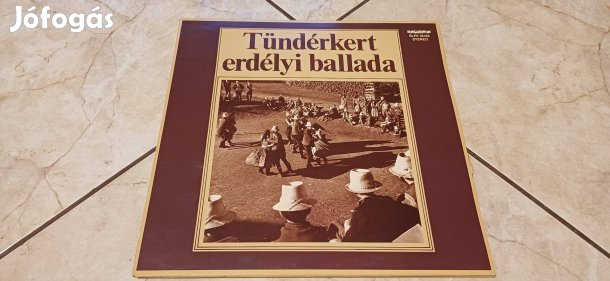 Jófogás
Tündérkert
erdélyi ballada
HUNGAROTON
STEREO